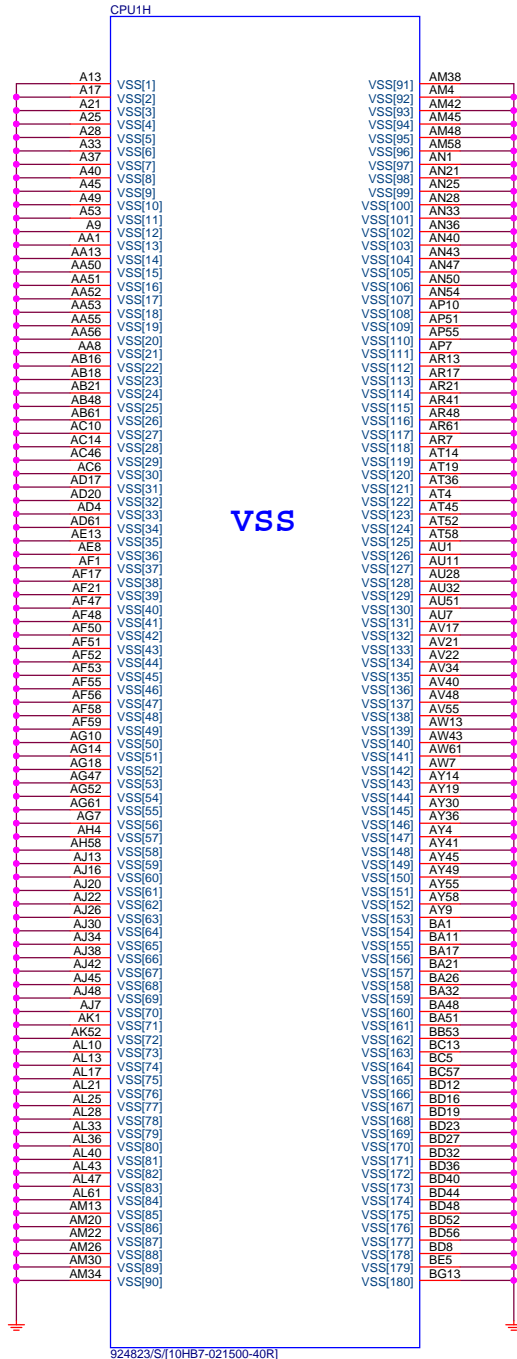 CPU1H
A13 VSS[1] VSS[91] AM38
A17 VSS[2] VSS[92] AM4
A21 VSS[3] VSS[93] AM42
A25 VSS[4] VSS[94] AM45
A28 VSS[5] VSS[95] AM48
A33 VSS[6] VSS[96] AM58
A37 VSS[7] VSS[97] AN1
A40 VSS[8] VSS[98] AN21
A45 VSS[9] VSS[99] AN25
A49 VSS[10] VSS[100] AN28
A53 VSS[11] VSS[101] AN33
A9 VSS[12] VSS[102] AN36
AA1 VSS[13] VSS[103] AN40
AA13 VSS[14] VSS[104] AN43
AA50 VSS[15] VSS[105] AN47
AA51 VSS[16] VSS[106] AN50
AA52 VSS[17] VSS[107] AN54
AA53 VSS[18] VSS[108] AP10
AA55 VSS[19] VSS[109] AP51
AA56 VSS[20] VSS[110] AP55
AA8 VSS[21] VSS[111] AP7
AB16 VSS[22] VSS[112] AR13
AB18 VSS[23] VSS[113] AR17
AB21 VSS[24] VSS[114] AR21
AB48 VSS[25] VSS[115] AR41
AB61 VSS[26] VSS[116] AR48
AC10 VSS[27] VSS[117] AR61
AC14 VSS[28] VSS[118] AR7
AC46 VSS[29] VSS[119] AT14
AC6 VSS[30] VSS[120] AT19
AD17 VSS[31] VSS[121] AT36
AD20 VSS[32] VSS[122] AT4
AD4 VSS[33] VSS[123] AT45
AD61 VSS[34] VSS[124] AT52
VSS
AE13 VSS[35] VSS[125] AT58
AE8 VSS[36] VSS[126] AU1
AF1 VSS[37] VSS[127] AU11
AF17 VSS[38] VSS[128] AU28
AF21 VSS[39] VSS[129] AU32
AF47 VSS[40] VSS[130] AU51
AF48 VSS[41] VSS[131] AU7
AF50 VSS[42] VSS[132] AV17
AF51 VSS[43] VSS[133] AV21
AF52 VSS[44] VSS[134] AV22
AF53 VSS[45] VSS[135] AV34
AF55 VSS[46] VSS[136] AV40
AF56 VSS[47] VSS[137] AV48
AF58 VSS[48] VSS[138] AV55
AF59 VSS[49] VSS[139] AW13
AG10 VSS[50] VSS[140] AW43
AG14 VSS[51] VSS[141] AW61
AG18 VSS[52] VSS[142] AW7
AG47 VSS[53] VSS[143] AY14
AG52 VSS[54] VSS[144] AY19
AG61 VSS[55] VSS[145] AY30
AG7 VSS[56] VSS[146] AY36
AH4 VSS[57] VSS[147] AY4
AH58 VSS[58] VSS[148] AY41
AJ13 VSS[59] VSS[149] AY45
AJ16 VSS[60] VSS[150] AY49
AJ20 VSS[61] VSS[151] AY55
AJ22 VSS[62] VSS[152] AY58
AJ26 VSS[63] VSS[153] AY9
AJ30 VSS[64] VSS[154] BA1
AJ34 VSS[65] VSS[155] BA11
AJ38 VSS[66] VSS[156] BA17
AJ42 VSS[67] VSS[157] BA21
AJ45 VSS[68] VSS[158] BA26
AJ48 VSS[69] VSS[159] BA32
AJ7 VSS[70] VSS[160] BA48
AK1 VSS[71] VSS[161] BA51
AK52 VSS[72] VSS[162] BB53
AL10 VSS[73] VSS[163] BC13
AL13 VSS[74] VSS[164] BC5
AL17 VSS[75] VSS[165] BC57
AL21 VSS[76] VSS[166] BD12
AL25 VSS[77] VSS[167] BD16
AL28 VSS[78] VSS[168] BD19
AL33 VSS[79] VSS[169] BD23
AL36 VSS[80] VSS[170] BD27
AL40 VSS[81] VSS[171] BD32
AL43 VSS[82] VSS[172] BD36
AL47 VSS[83] VSS[173] BD40
AL61 VSS[84] VSS[174] BD44
AM13 VSS[85] VSS[175] BD48
AM20 VSS[86] VSS[176] BD52
AM22 VSS[87] VSS[177] BD56
AM26 VSS[88] VSS[178] BD8
AM30 VSS[89] VSS[179] BE5
AM34 VSS[90] VSS[180] BG13
924823/S/[10HB7-021500-40R]